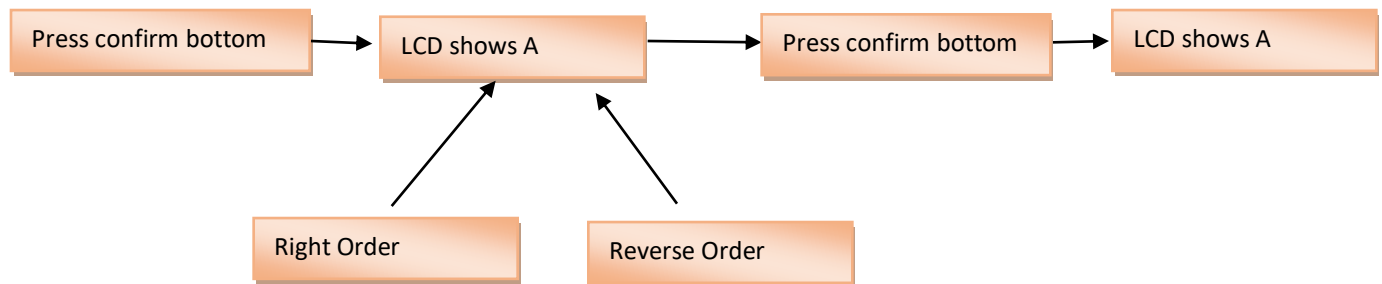 Press confirm bottom
LCD shows A
Press confirm bottom
LCD shows A
Right Order
Reverse Order